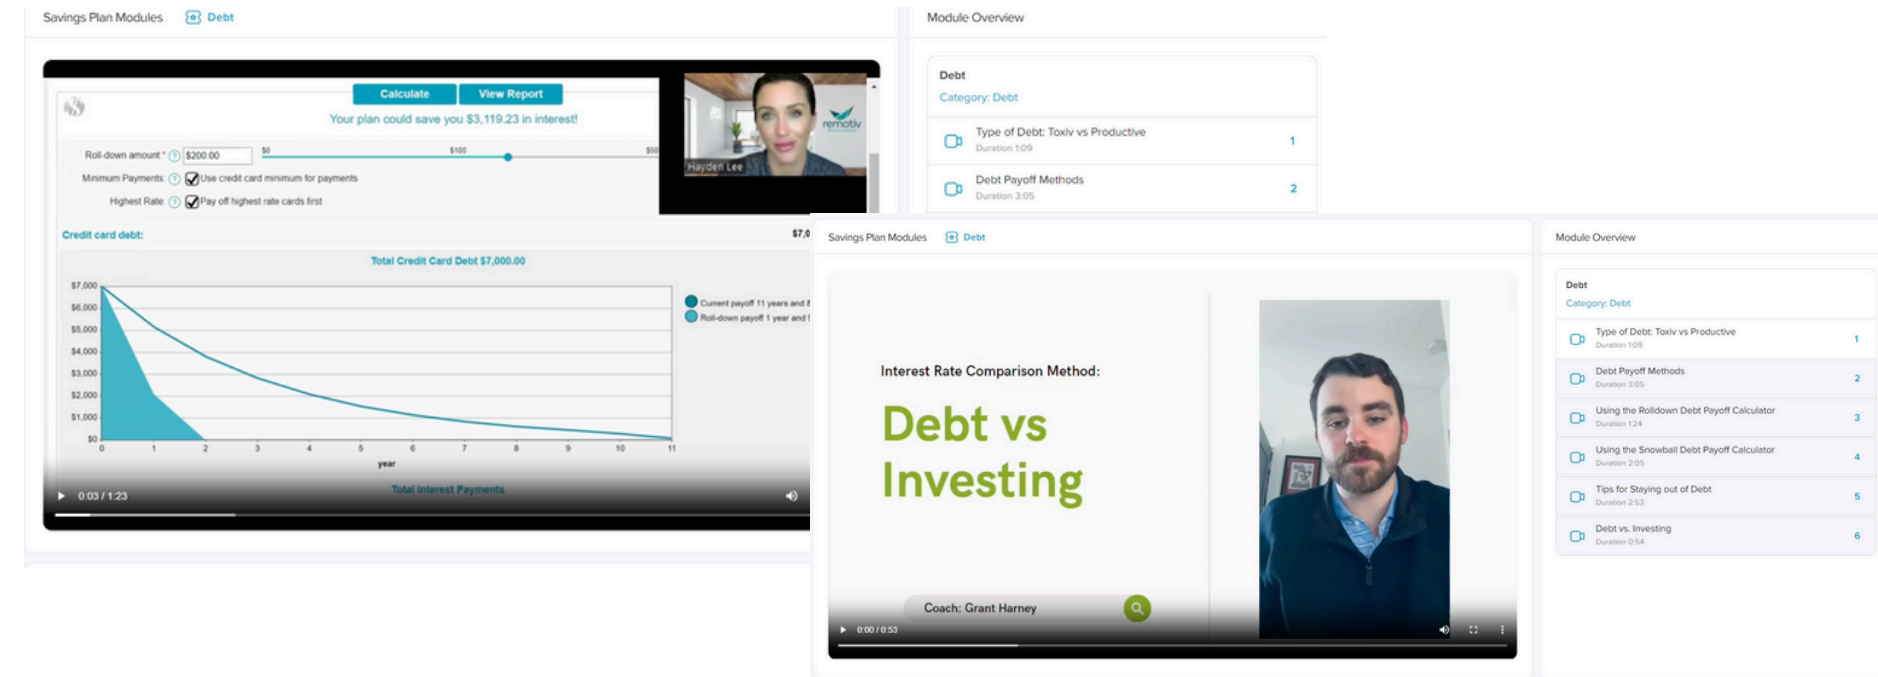 Savings Plan Modules
Debt
Module Overview
Calculate
View Report
Your plan could save you $3,119.23 in interest!
Roll-down amount * ? $200.00
$0
$100
Minimum Payments: ? Use credit card minimum for payments
Highest Rate: ? Pay off highest rate cards first
Credit card debt:
Total Credit Card Debt $7,000.00
$7,000
$6,000
$5,000
$4,000
$3,000
$2,000
$1,000
$0
0 1 2 3 4 5 6 7 8 9 10 11
year
Current payoff 11 years and
Roll-down payoff 1 year and
Total Interest Payments
0:03 / 1:23
remotiv
Hayden Lee
Debt
Category: Debt
Type of Debt: Toxiv vs Productive
Duration 1:09
1
Debt Payoff Methods
Duration 3:05
2
Savings Plan Modules
Debt
Module Overview
Interest Rate Comparison Method:
Debt vs
Investing
Coach: Grant Harney
0:00 / 0:53
Debt
Category: Debt
Type of Debt: Toxiv vs Productive
Duration 1:09
1
Debt Payoff Methods
Duration 3:05
2
Using the Rolldown Debt Payoff Calculator
Duration 1:24
3
Using the Snowball Debt Payoff Calculator
Duration 2:05
4
Tips for Staying out of Debt
Duration 2:53
5
Debt vs. Investing
Duration 0:54
6